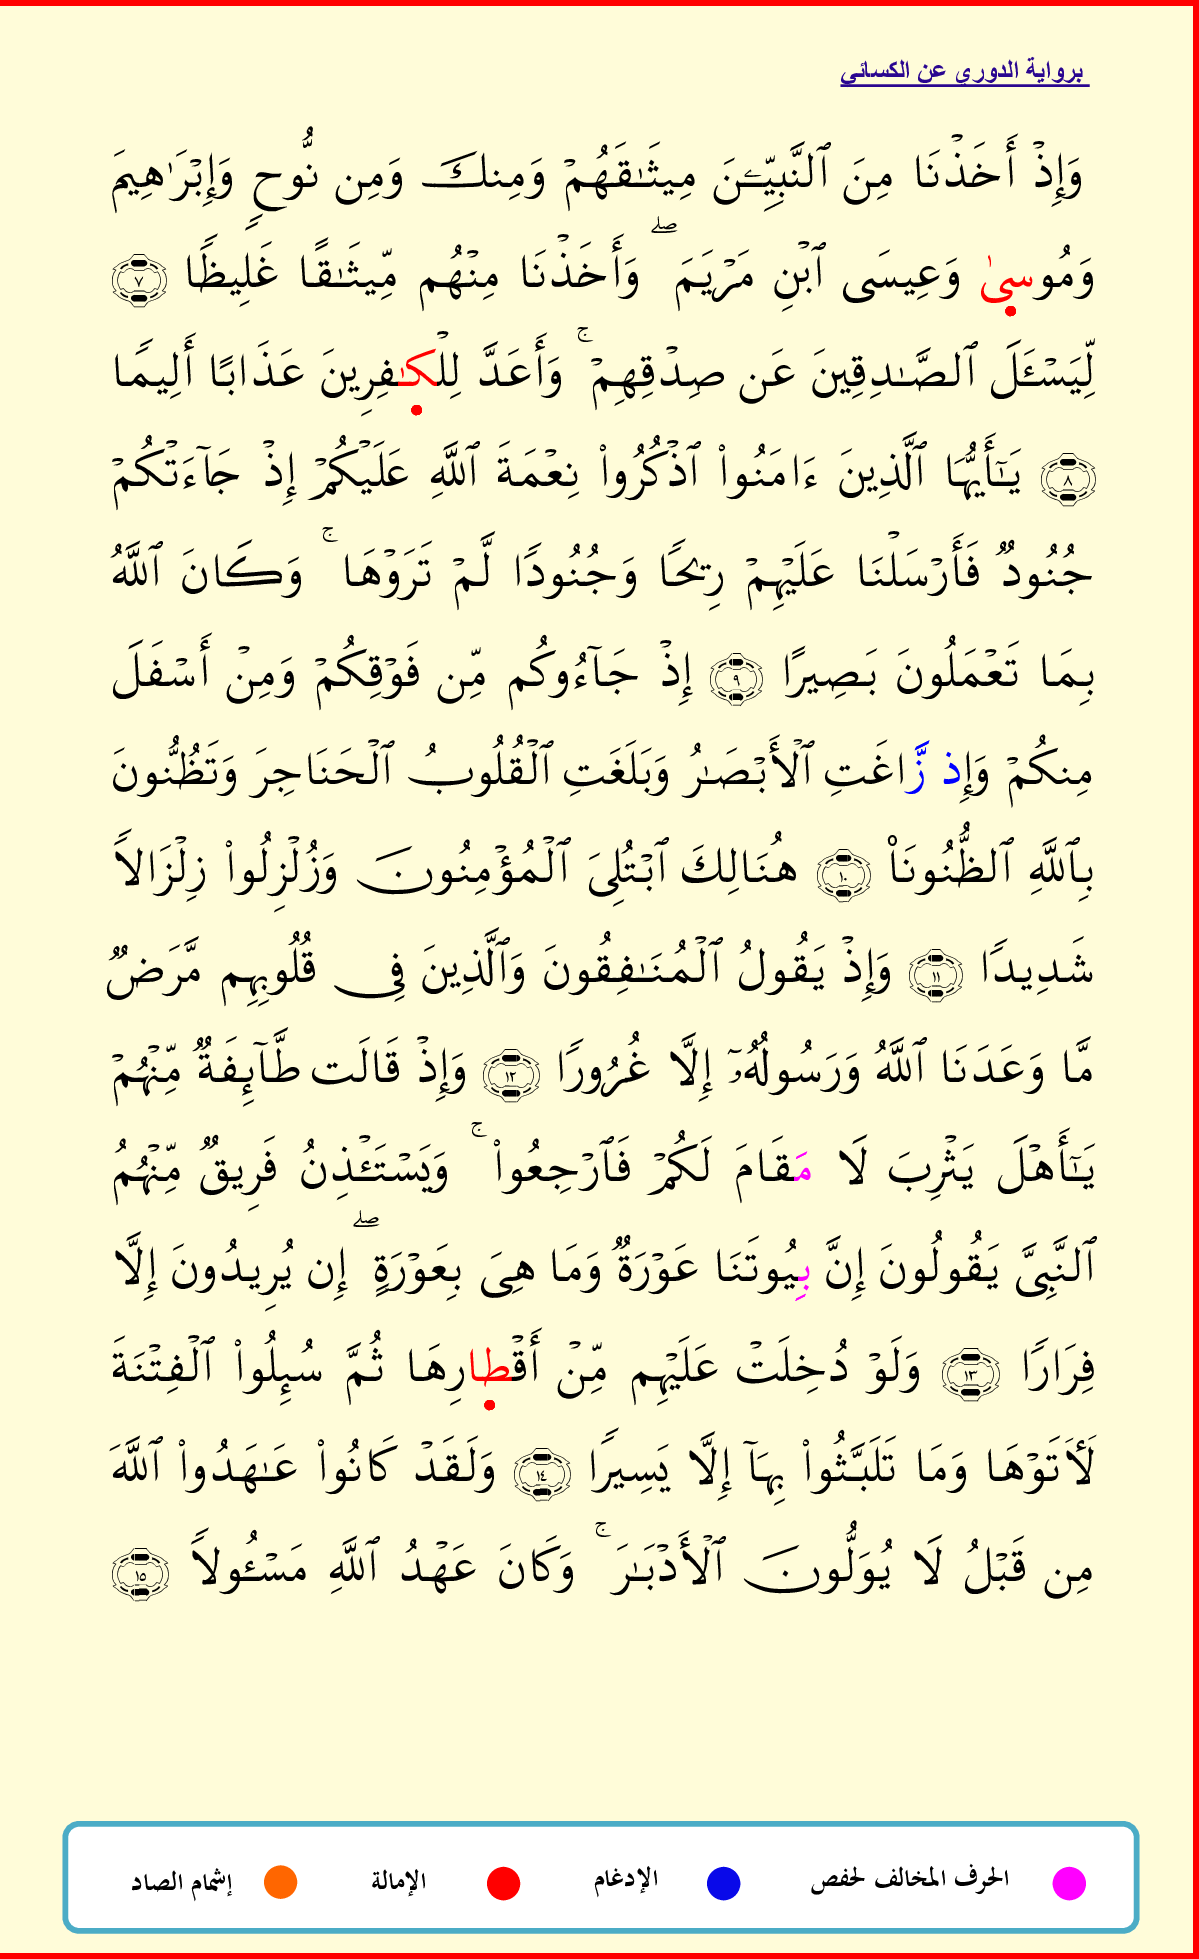 برواية الدوري عن الكسائي
وَإِذْ أَخَذْنَا مِنَ ٱلنَّبِيِّـۧنَ مِيثَـٰقَهُمْ وَمِنكَ وَمِن نُّوحٍ وَإِبْرَٰهِيمَ
وَمُوسىٰ وَعِيسَى ٱبْنِ مَرْيَمَ ۖ وَأَخَذْنَا مِنْهُم مِّيثَـٰقًا غَلِيظًا ٧
لِّيَسْـَٔلَ ٱلصَّـٰدِقِينَ عَن صِدْقِهِمْ ۚ وَأَعَدَّ لِلْكـٰفِرِينَ عَذَابًا أَلِيمًا
٨ يَـٰٓأَيُّهَا ٱلَّذِينَ ءَامَنُوا۟ ٱذْكُرُوا۟ نِعْمَةَ ٱللَّهِ عَلَيْكُمْ إِذْ جَآءَتْكُمْ
جُنُودٌ فَأَرْسَلْنَا عَلَيْهِمْ رِيحًا وَجُنُودًا لَّمْ تَرَوْهَا ۚ وَكَانَ ٱللَّهُ
بِمَا تَعْمَلُونَ بَصِيرًا ٩ إِذْ جَآءُوكُم مِّن فَوْقِكُمْ وَمِنْ أَسْفَلَ
مِنكُمْ وَإِذ زَّاغَتِ ٱلْأَبْصَـٰرُ وَبَلَغَتِ ٱلْقُلُوبُ ٱلْحَنَاجِرَ وَتَظُنُّونَ
بِٱللَّهِ ٱلظُّنُونَا۠ ١٠ هُنَالِكَ ٱبْتُلِىَ ٱلْمُؤْمِنُونَ وَزُلْزِلُوا۟ زِلْزَالًا
شَدِيدًا ١١ وَإِذْ يَقُولُ ٱلْمُنَـٰفِقُونَ وَٱلَّذِينَ فِى قُلُوبِهِم مَّرَضٌ
مَّا وَعَدَنَا ٱللَّهُ وَرَسُولُهُۥٓ إِلَّا غُرُورًا ١٢ وَإِذْ قَالَت طَّآئِفَةٌ مِّنْهُمْ
يَـٰٓأَهْلَ يَثْرِبَ لَا مَقَامَ لَكُمْ فَٱرْجِعُوا۟ ۚ وَيَسْتَـْٔذِنُ فَرِيقٌ مِّنْهُمُ
ٱلنَّبِىَّ يَقُولُونَ إِنَّ بِيُوتَنَا عَوْرَةٌ وَمَا هِىَ بِعَوْرَةٍ ۖ إِن يُرِيدُونَ إِلَّا
فِرَارًا ١٣ وَلَوْ دُخِلَتْ عَلَيْهِم مِّنْ أَقْطارِهَا ثُمَّ سُئِلُوا۟ ٱلْفِتْنَةَ
لَـَٔاتَوْهَا وَمَا تَلَبَّثُوا۟ بِهَآ إِلَّا يَسِيرًا ١٤ وَلَقَدْ كَانُوا۟ عَـٰهَدُوا۟ ٱللَّهَ
مِن قَبْلُ لَا يُوَلُّونَ ٱلْأَدْبَـٰرَ ۚ وَكَانَ عَهْدُ ٱللَّهِ مَسْـُٔولًا ١٥
الحرف المخالف لحفص الإدغام الإمالة إشمام الصاد